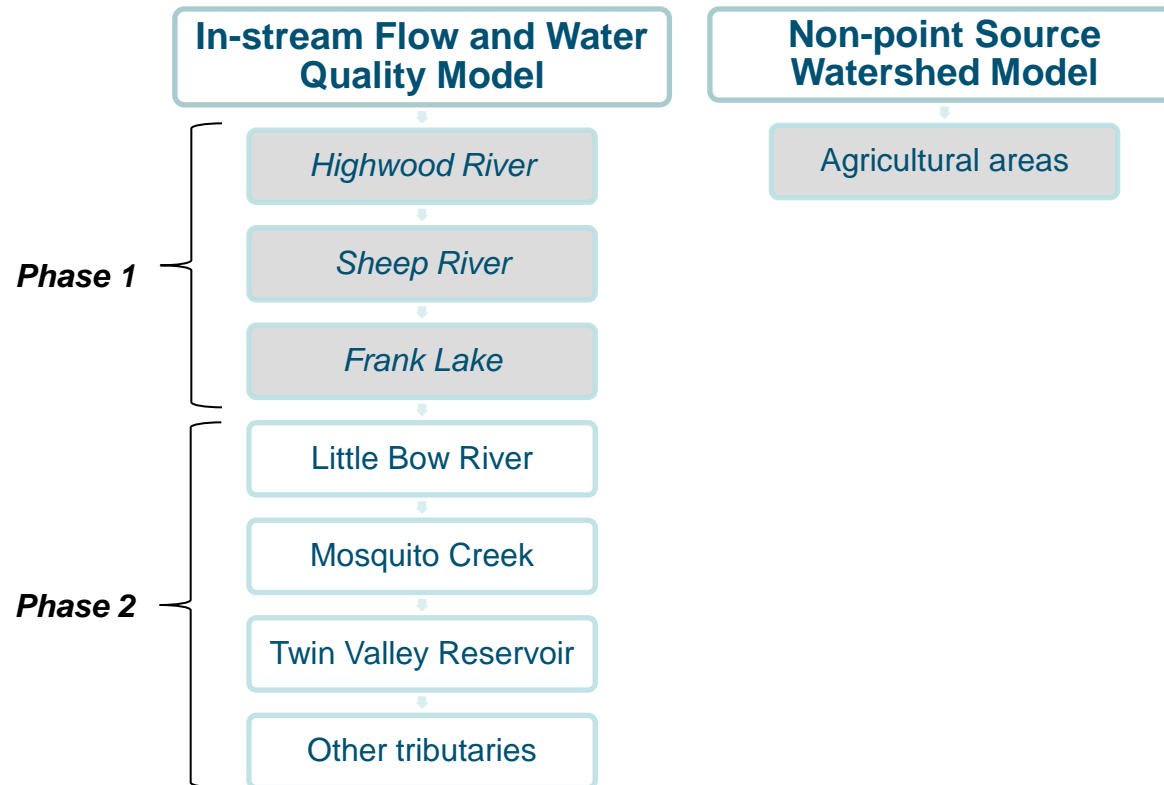 In-stream Flow and Water
Quality Model
Non-point Source
Watershed Model
Highwood River
Agricultural areas
Sheep River
Phase 1
Frank Lake
Little Bow River
Mosquito Creek
Phase 2
Twin Valley Reservoir
Other tributaries